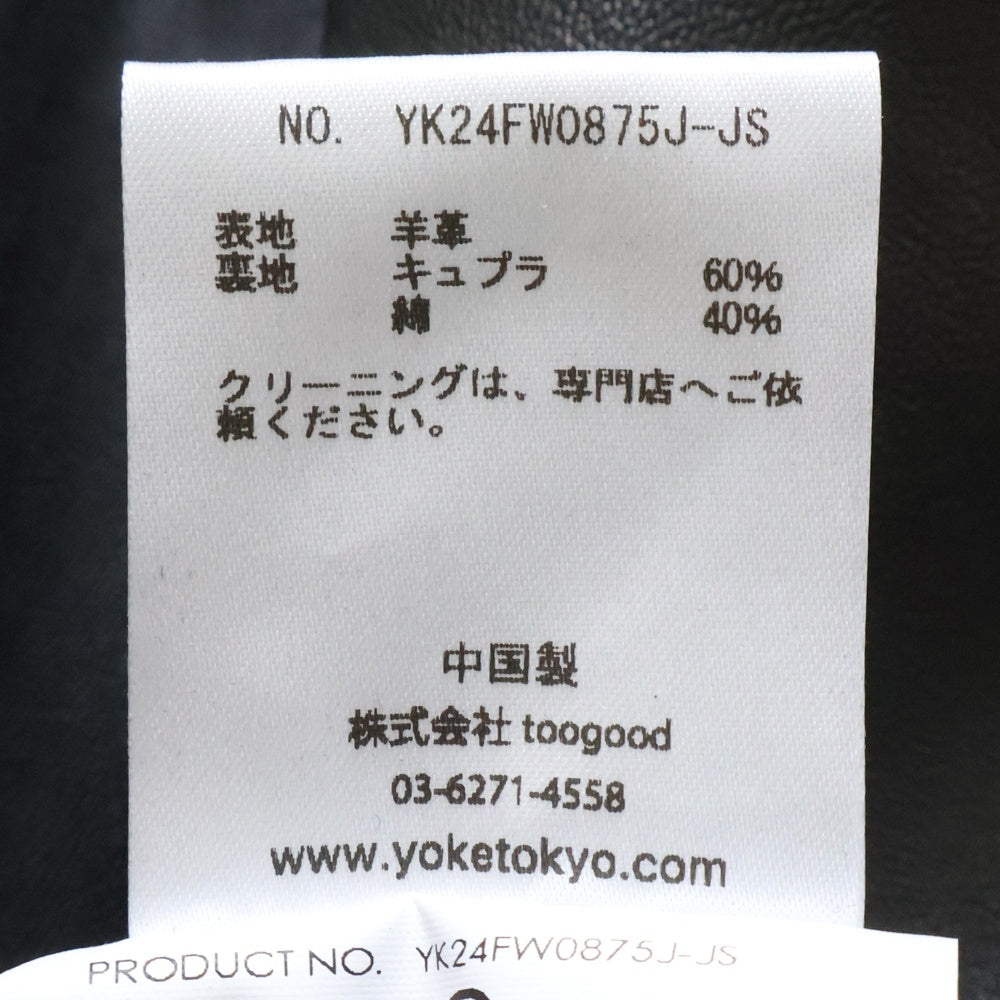 NO. YK24FW0875J-JS
表地 羊革
裏地 キュプラ 60%
綿 40%
クリーニングは、専門店へご依
頼ください。
中国製
株式会社 toogood
03-6271-4558
www.yoketokyo.com
PRODUCT NO. YK24FW0875J-JS